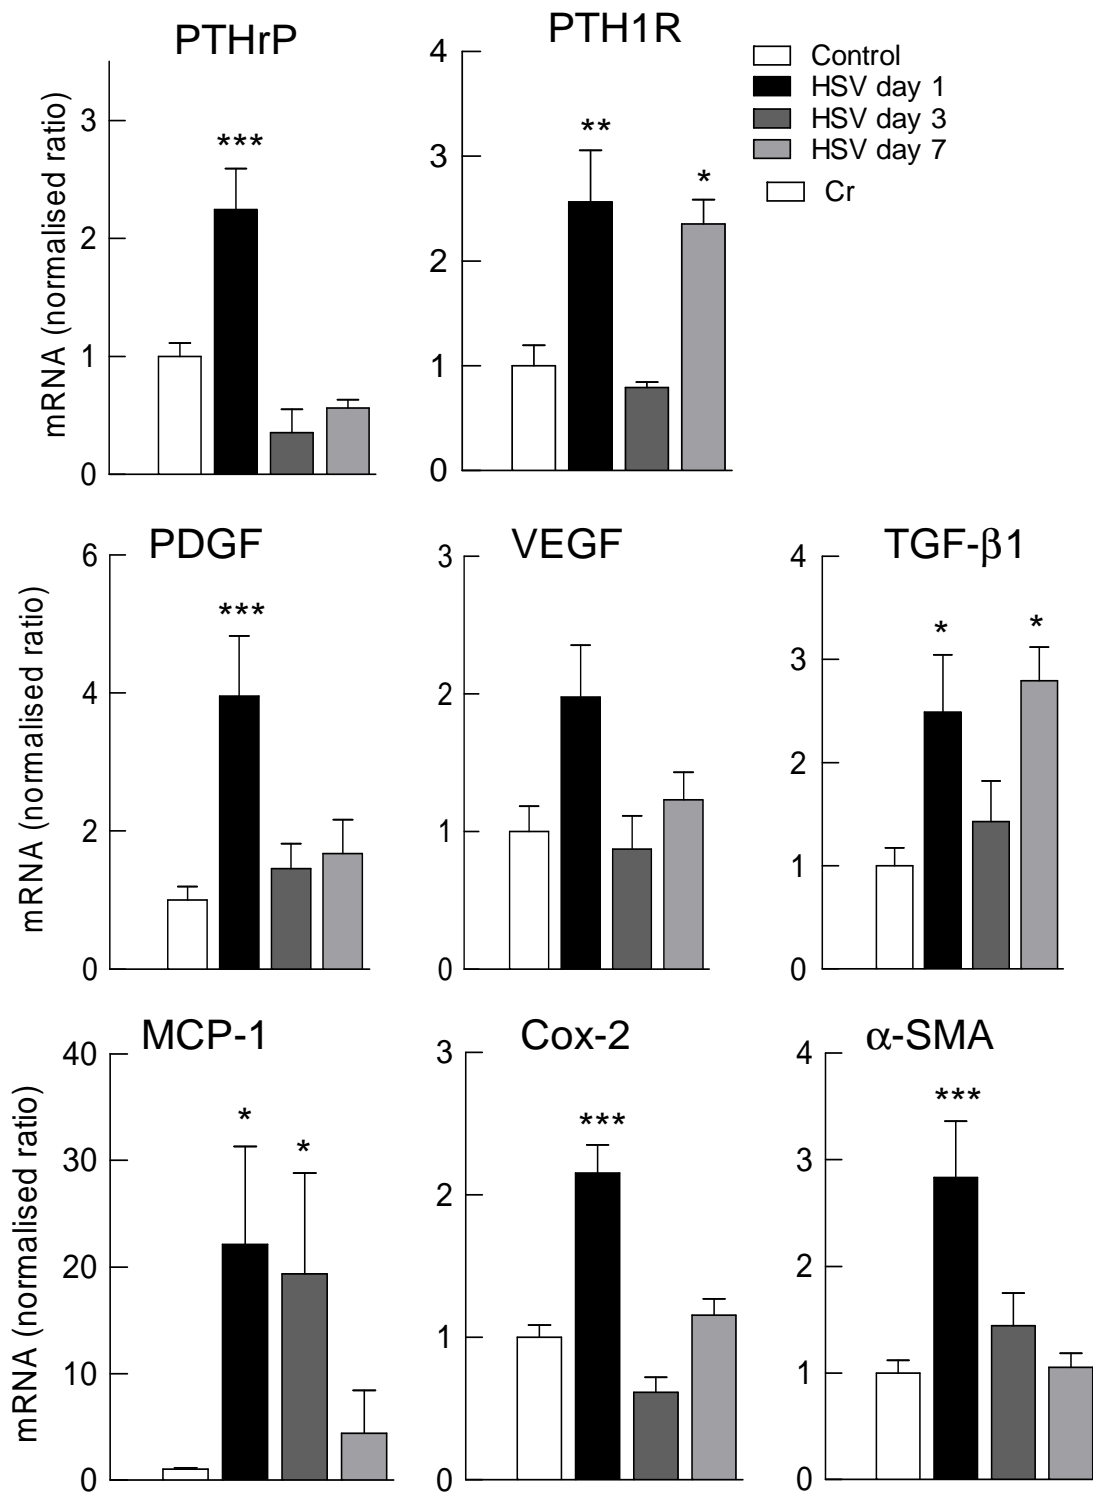 PTHrP
mRNA (normalised ratio)
3
2
1
0
***
PTH1R
4
3
2
1
0
**
*
Control
HSV day 1
HSV day 3
HSV day 7
Cr
PDGF
mRNA (normalised ratio)
6
4
2
0
***
VEGF
3
2
1
0
TGF-β1
4
3
2
1
0
*
*
MCP-1
mRNA (normalised ratio)
40
30
20
10
0
*
*
Cox-2
3
2
1
0
***
α-SMA
4
3
2
1
0
***